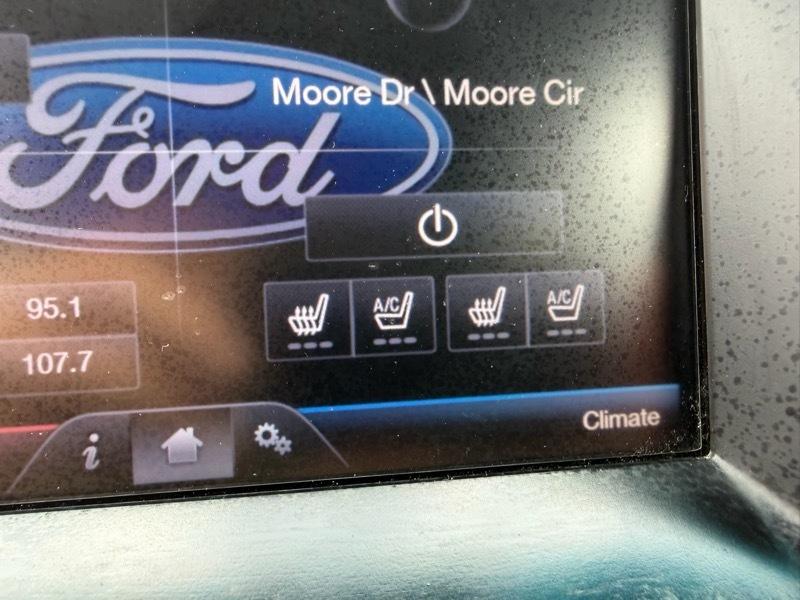 Moore Dr \ Moore Cir
Ford
95.1
A/C
A/C
107.7
i
Climate